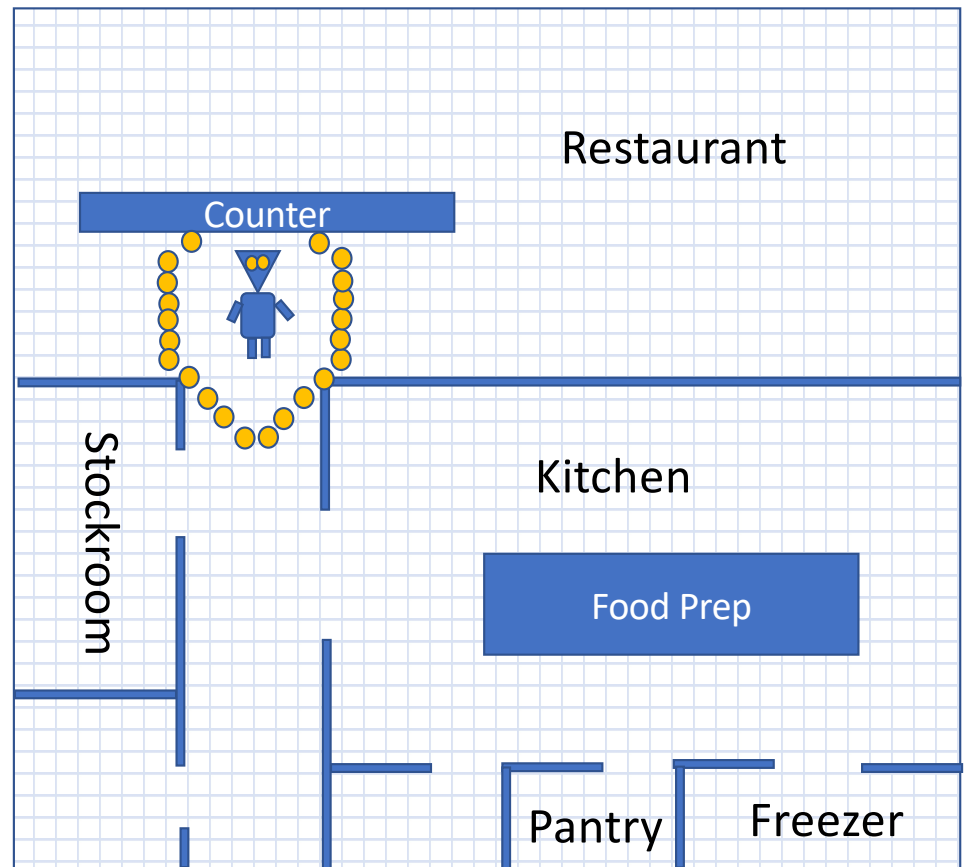 Restaurant
Counter
Stockroom
Kitchen
Food Prep
Pantry
Freezer